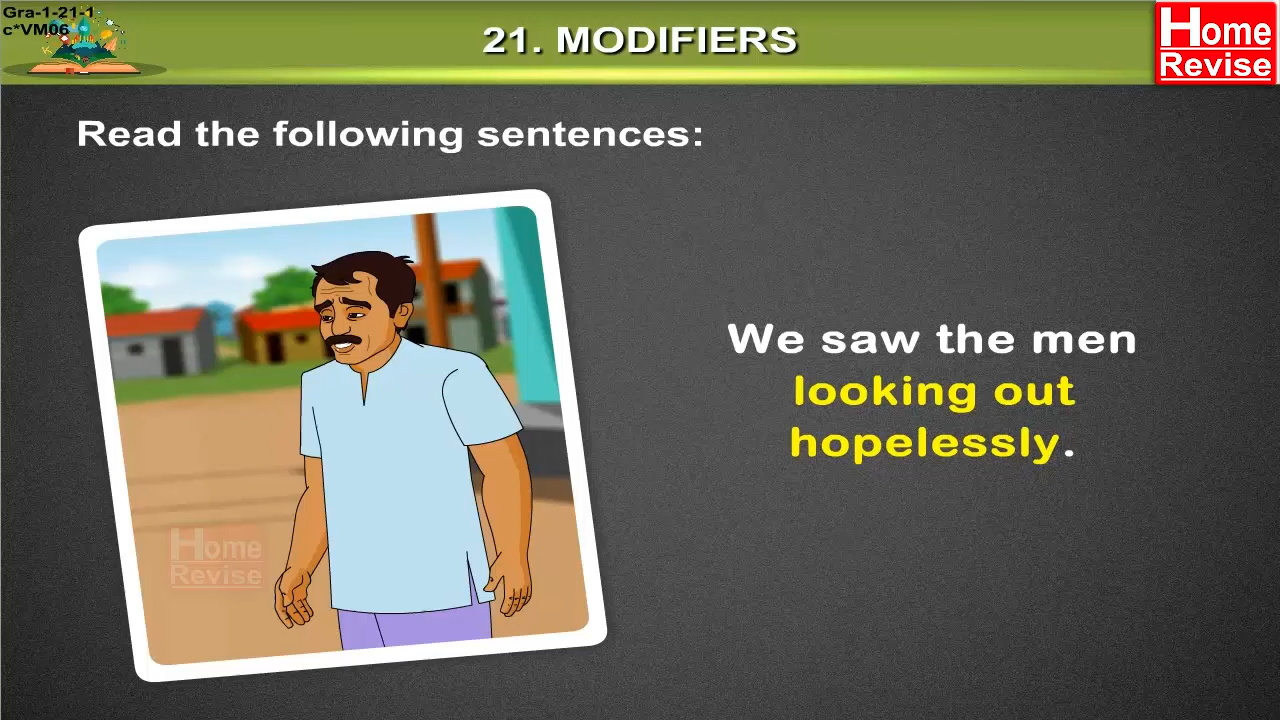 Gra-1-21-1
c*VM06
21. MODIFIERS
Home
Revise
Read the following sentences:
We saw the men
looking out
hopelessly.
Home
Revise